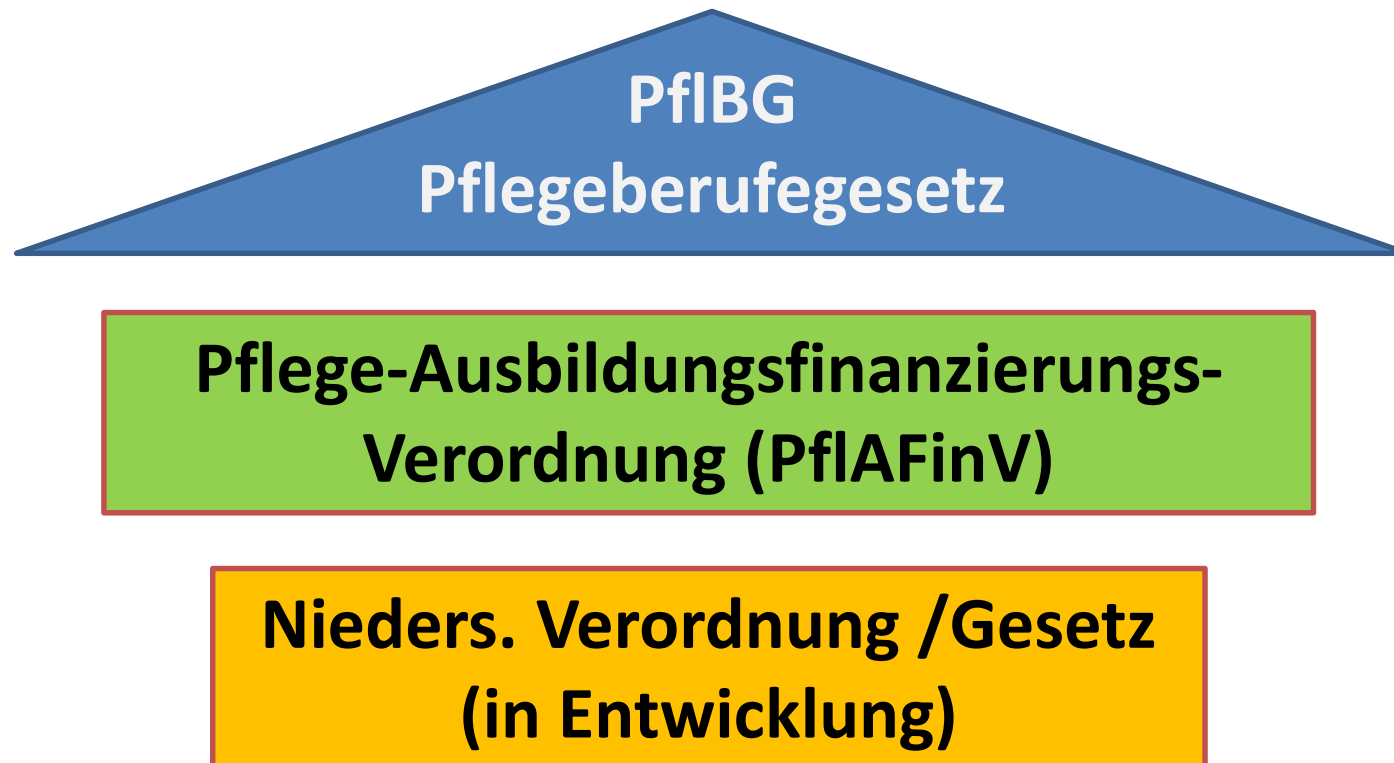 PflBG
Pflegeberufegesetz
Pflege-Ausbildungsfinanzierungs-
Verordnung (PflAFinV)
Nieders. Verordnung /Gesetz
(in Entwicklung)